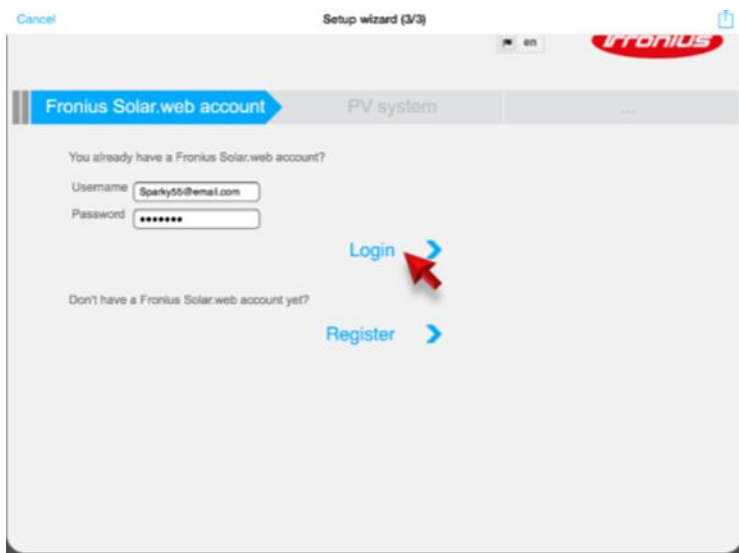 Cancel Setup wizard (3/3)
en Fronius
Fronius Solar.web account PV system ...
You already have a Fronius Solar.web account?
Username Sparky55@email.com
Password •••••••
Login
Don't have a Fronius Solar.web account yet?
Register